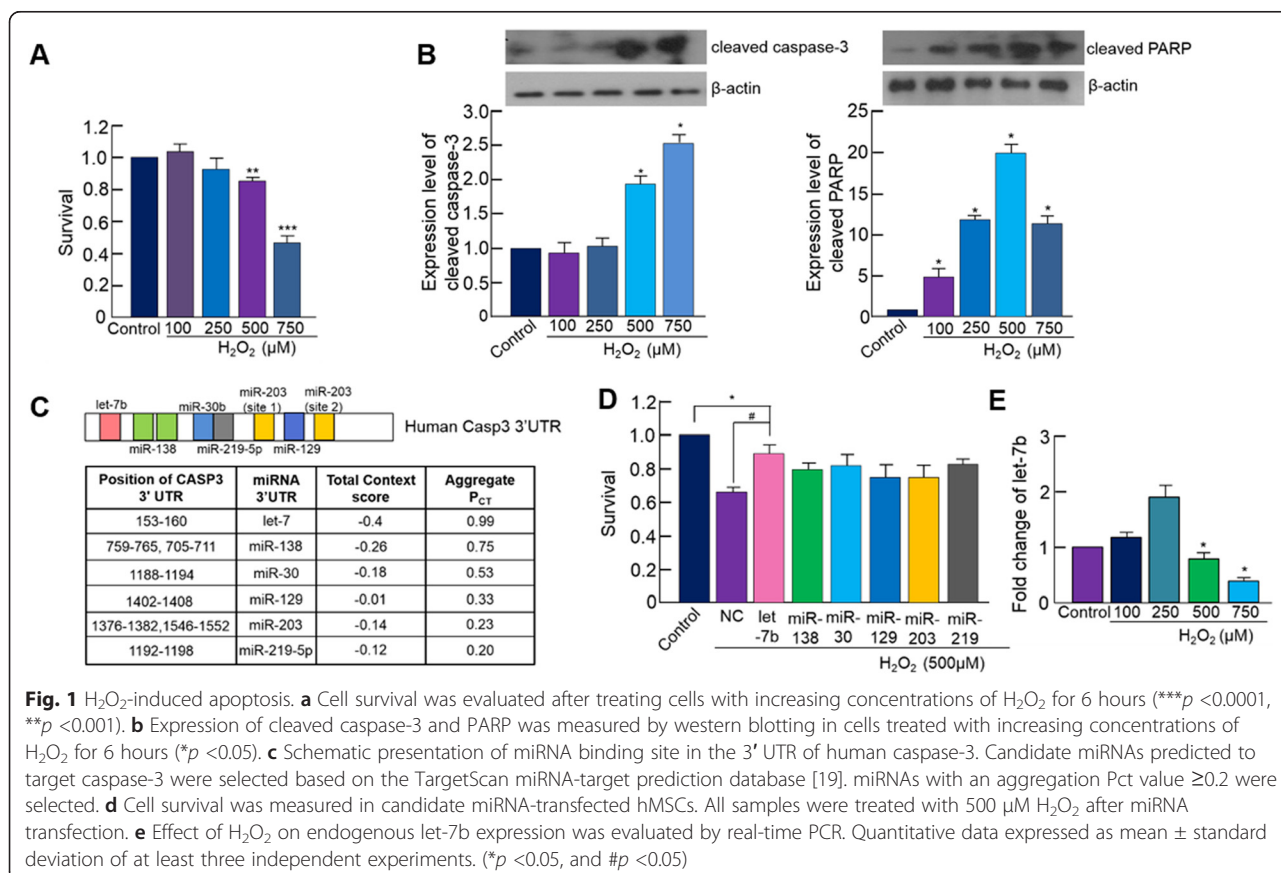 A
Survival
1.2
1.0
0.8
0.6
0.4
0.2
0
**
***
Control 100 250 500 750
H₂O₂ (µM)
B
cleaved caspase-3
β-actin
Expression level of
cleaved caspase-3
3.0
2.5
2.0
1.5
1.0
0.5
0
*
*
Control 100 250 500 750
H₂O₂ (µM)
cleaved PARP
β-actin
Expression level of
cleaved PARP
25
20
15
10
5
0
*
*
*
*
Control 100 250 500 750
H₂O₂ (µM)
C
let-7b miR-30b miR-203 (site 1) miR-203 (site 2)
Human Casp3 3'UTR
miR-138 miR-219-5p miR-129
Position of CASP3 3' UTR miRNA 3'UTR Total Context score Aggregate P_CT
153-160 let-7 -0.4 0.99
759-765, 705-711 miR-138 -0.26 0.75
1188-1194 miR-30 -0.18 0.53
1402-1408 miR-129 -0.01 0.33
1376-1382,1546-1552 miR-203 -0.14 0.23
1192-1198 miR-219-5p -0.12 0.20
D
Survival
1.2
1.0
0.8
0.6
0.4
0.2
0.0
*
#
Control NC let -7b miR- 138 miR- 30 miR- 129 miR- 203 miR- 219
H₂O₂ (500µM)
E
Fold change of let-7b
3
2
1
0
*
*
Control 100 250 500 750
H₂O₂ (µM)
Fig. 1 H₂O₂-induced apoptosis. a Cell survival was evaluated after treating cells with increasing concentrations of H₂O₂ for 6 hours (***p <0.0001,
**p <0.001). b Expression of cleaved caspase-3 and PARP was measured by western blotting in cells treated with increasing concentrations of
H₂O₂ for 6 hours (*p <0.05). c Schematic presentation of miRNA binding site in the 3′ UTR of human caspase-3. Candidate miRNAs predicted to
target caspase-3 were selected based on the TargetScan miRNA-target prediction database [19]. miRNAs with an aggregation Pct value ≥0.2 were
selected. d Cell survival was measured in candidate miRNA-transfected hMSCs. All samples were treated with 500 μM H₂O₂ after miRNA
transfection. e Effect of H₂O₂ on endogenous let-7b expression was evaluated by real-time PCR. Quantitative data expressed as mean ± standard
deviation of at least three independent experiments. (*p <0.05, and #p <0.05)